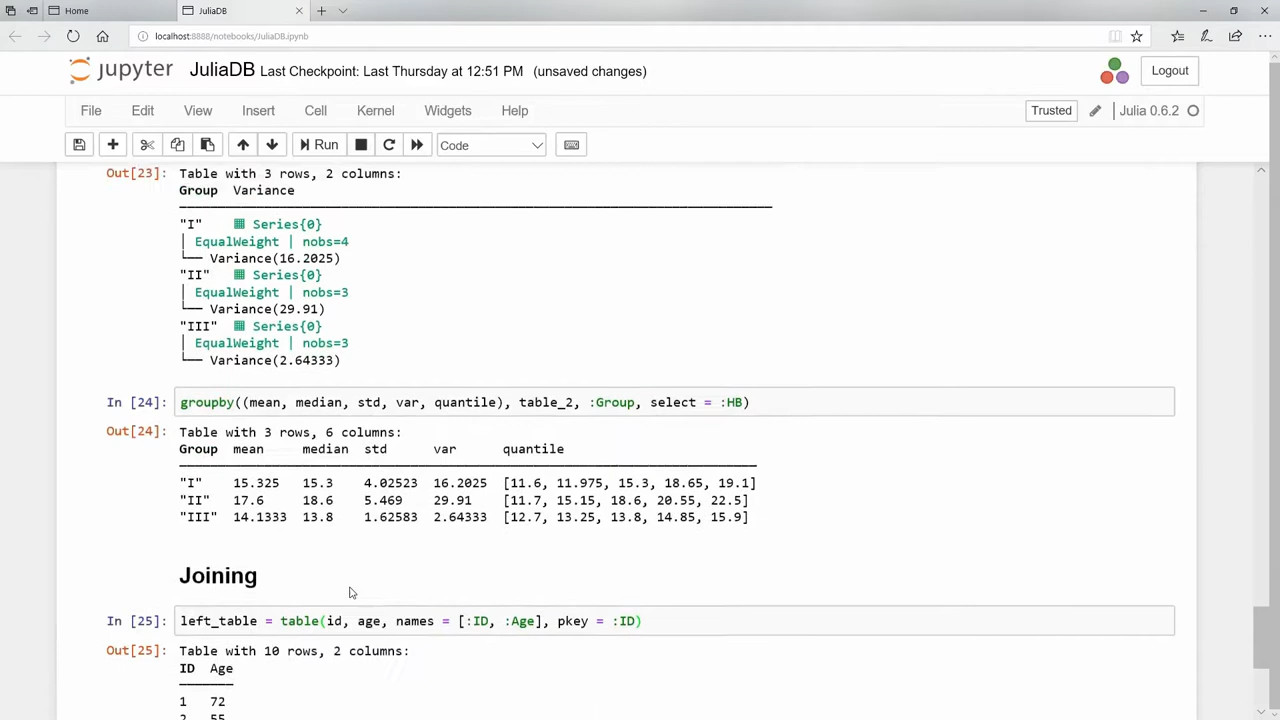 Home
JuliaDB
localhost:8888/notebooks/JuliaDB.ipynb
jupyter JuliaDB Last Checkpoint: Last Thursday at 12:51 PM (unsaved changes)
Logout
File Edit View Insert Cell Kernel Widgets Help
Trusted
Julia 0.6.2
Run
Code
Out[23]: Table with 3 rows, 2 columns:
Group Variance
"I" ▦ Series{0}
│ EqualWeight | nobs=4
└── Variance(16.2025)
"II" ▦ Series{0}
│ EqualWeight | nobs=3
└── Variance(29.91)
"III" ▦ Series{0}
│ EqualWeight | nobs=3
└── Variance(2.64333)
In [24]: groupby((mean, median, std, var, quantile), table_2, :Group, select = :HB)
Out[24]: Table with 3 rows, 6 columns:
Group mean median std var quantile
"I" 15.325 15.3 4.02523 16.2025 [11.6, 11.975, 15.3, 18.65, 19.1]
"II" 17.6 18.6 5.469 29.91 [11.7, 15.15, 18.6, 20.55, 22.5]
"III" 14.1333 13.8 1.62583 2.64333 [12.7, 13.25, 13.8, 14.85, 15.9]
Joining
In [25]: left_table = table(id, age, names = [:ID, :Age], pkey = :ID)
Out[25]: Table with 10 rows, 2 columns:
ID Age
1 72
2 55